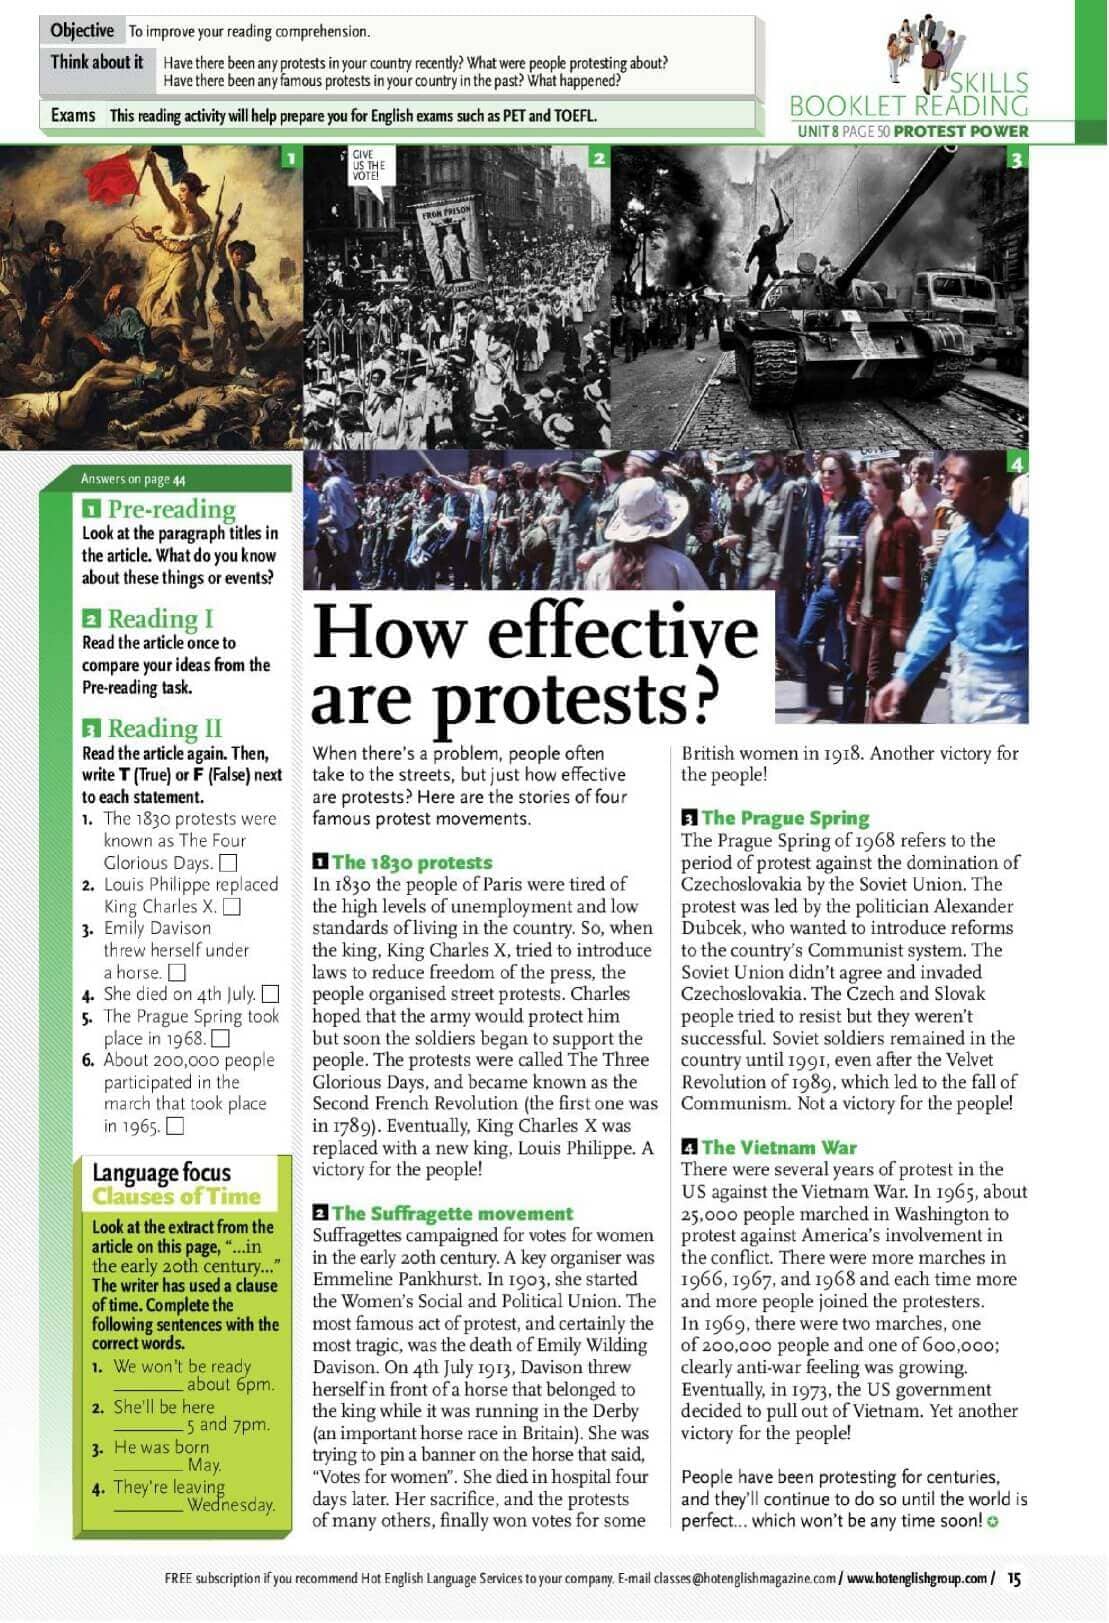 Objective To improve your reading comprehension.
Think about it Have there been any protests in your country recently? What were people protesting about?
Have there been any famous protests in your country in the past? What happened?
Exams This reading activity will help prepare you for English exams such as PET and TOEFL.
SKILLS
BOOKLET READING
UNIT 8 PAGE 50 PROTEST POWER
1
GIVE
US THE
VOTE!
FROM PRISON
2
3
4
Answers on page 44
1 Pre-reading
Look at the paragraph titles in
the article. What do you know
about these things or events?
2 Reading I
Read the article once to
compare your ideas from the
Pre-reading task.
3 Reading II
Read the article again. Then,
write T (True) or F (False) next
to each statement.
1. The 1830 protests were
known as The Four
Glorious Days.
2. Louis Philippe replaced
King Charles X.
3. Emily Davison
threw herself under
a horse.
4. She died on 4th July.
5. The Prague Spring took
place in 1968.
6. About 200,000 people
participated in the
march that took place
in 1965.
Language focus
Clauses of Time
Look at the extract from the
article on this page, “...in
the early 20th century...”
The writer has used a clause
of time. Complete the
following sentences with the
correct words.
1. We won't be ready
________ about 6pm.
2. She'll be here
________ 5 and 7pm.
3. He was born
________ May.
4. They're leaving
________ Wednesday.
How effective
are protests?
When there's a problem, people often
take to the streets, but just how effective
are protests? Here are the stories of four
famous protest movements.
1 The 1830 protests
In 1830 the people of Paris were tired of
the high levels of unemployment and low
standards of living in the country. So, when
the king, King Charles X, tried to introduce
laws to reduce freedom of the press, the
people organised street protests. Charles
hoped that the army would protect him
but soon the soldiers began to support the
people. The protests were called The Three
Glorious Days, and became known as the
Second French Revolution (the first one was
in 1789). Eventually, King Charles X was
replaced with a new king, Louis Philippe. A
victory for the people!
2 The Suffragette movement
Suffragettes campaigned for votes for women
in the early 20th century. A key organiser was
Emmeline Pankhurst. In 1903, she started
the Women's Social and Political Union. The
most famous act of protest, and certainly the
most tragic, was the death of Emily Wilding
Davison. On 4th July 1913, Davison threw
herself in front of a horse that belonged to
the king while it was running in the Derby
(an important horse race in Britain). She was
trying to pin a banner on the horse that said,
“Votes for women”. She died in hospital four
days later. Her sacrifice, and the protests
of many others, finally won votes for some
British women in 1918. Another victory for
the people!
3 The Prague Spring
The Prague Spring of 1968 refers to the
period of protest against the domination of
Czechoslovakia by the Soviet Union. The
protest was led by the politician Alexander
Dubcek, who wanted to introduce reforms
to the country's Communist system. The
Soviet Union didn't agree and invaded
Czechoslovakia. The Czech and Slovak
people tried to resist but they weren't
successful. Soviet soldiers remained in the
country until 1991, even after the Velvet
Revolution of 1989, which led to the fall of
Communism. Not a victory for the people!
4 The Vietnam War
There were several years of protest in the
US against the Vietnam War. In 1965, about
25,000 people marched in Washington to
protest against America's involvement in
the conflict. There were more marches in
1966, 1967, and 1968 and each time more
and more people joined the protesters.
In 1969, there were two marches, one
of 200,000 people and one of 600,000;
clearly anti-war feeling was growing.
Eventually, in 1973, the US government
decided to pull out of Vietnam. Yet another
victory for the people!
People have been protesting for centuries,
and they'll continue to do so until the world is
perfect... which won't be any time soon!
FREE subscription if you recommend Hot English Language Services to your company. E-mail classes@hotenglishmagazine.com / www.hotenglishgroup.com / 15